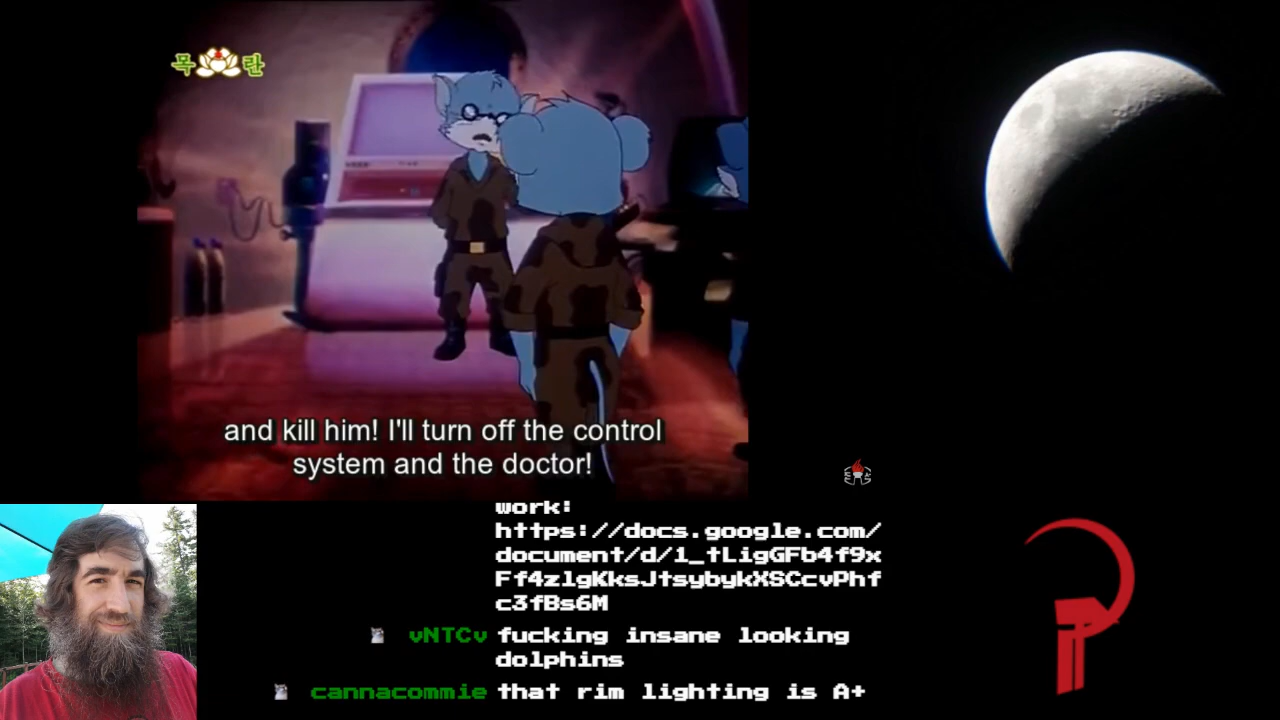 목란
and kill him! I'll turn off the control
system and the doctor!
work:
https://docs.google.com/
document/d/1_tLigGFb4f9x
Ff4zlgKksJtsybykXSCcvPhf
c3fBs6M
vNTCv fucking insane looking
dolphins
cannacommie that rim lighting is A+